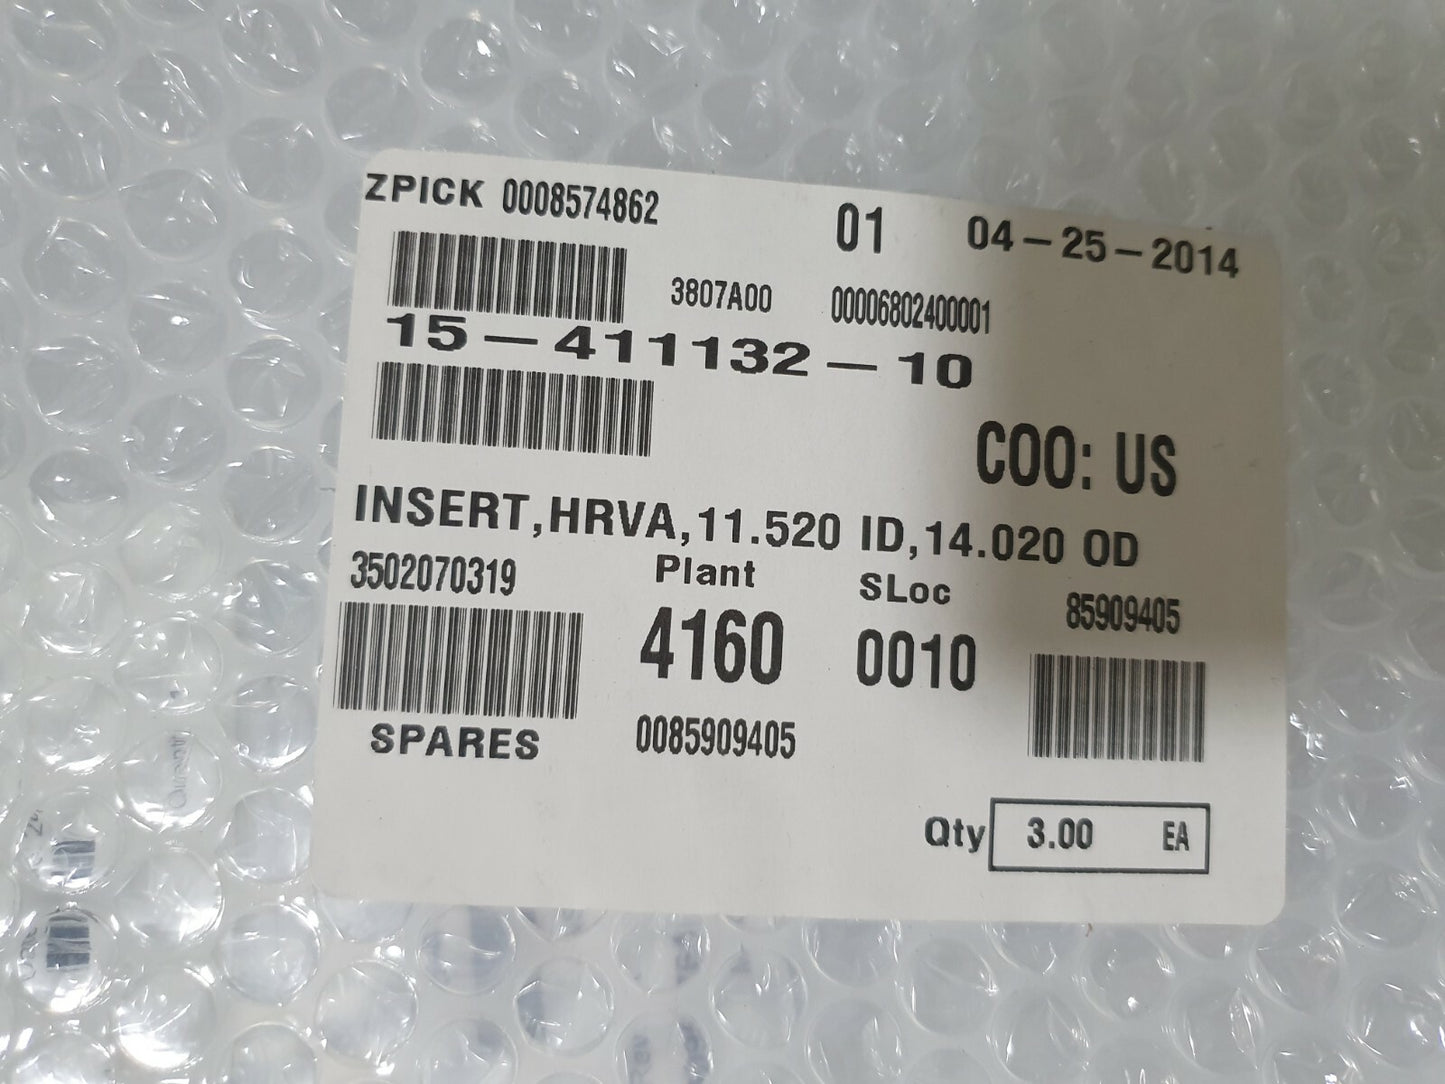 ZPICK 0008574862
01 04-25-2014
3807A00 00006802400001
15-411132-10
COO: US
INSERT,HRVA,11.520 ID,14.020 OD
3502070319 Plant SLoc 85909405
4160 0010
SPARES 0085909405
Qty 3.00 EA